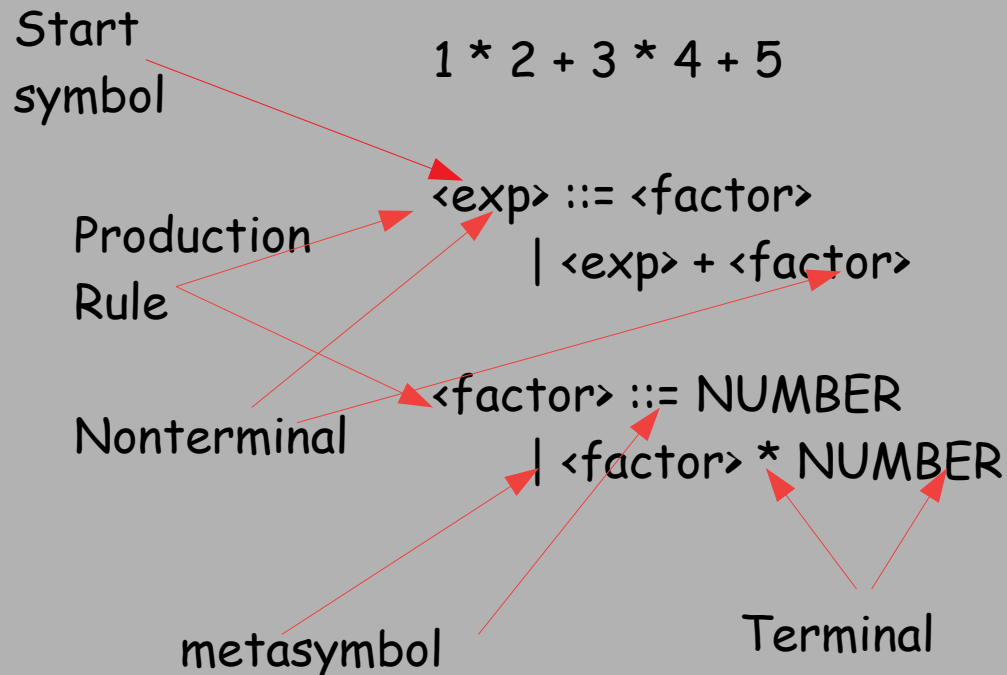 Start
symbol
1 * 2 + 3 * 4 + 5
<exp> ::= <factor>
| <exp> + <factor>
Production
Rule
<factor> ::= NUMBER
| <factor> * NUMBER
Nonterminal
metasymbol
Terminal